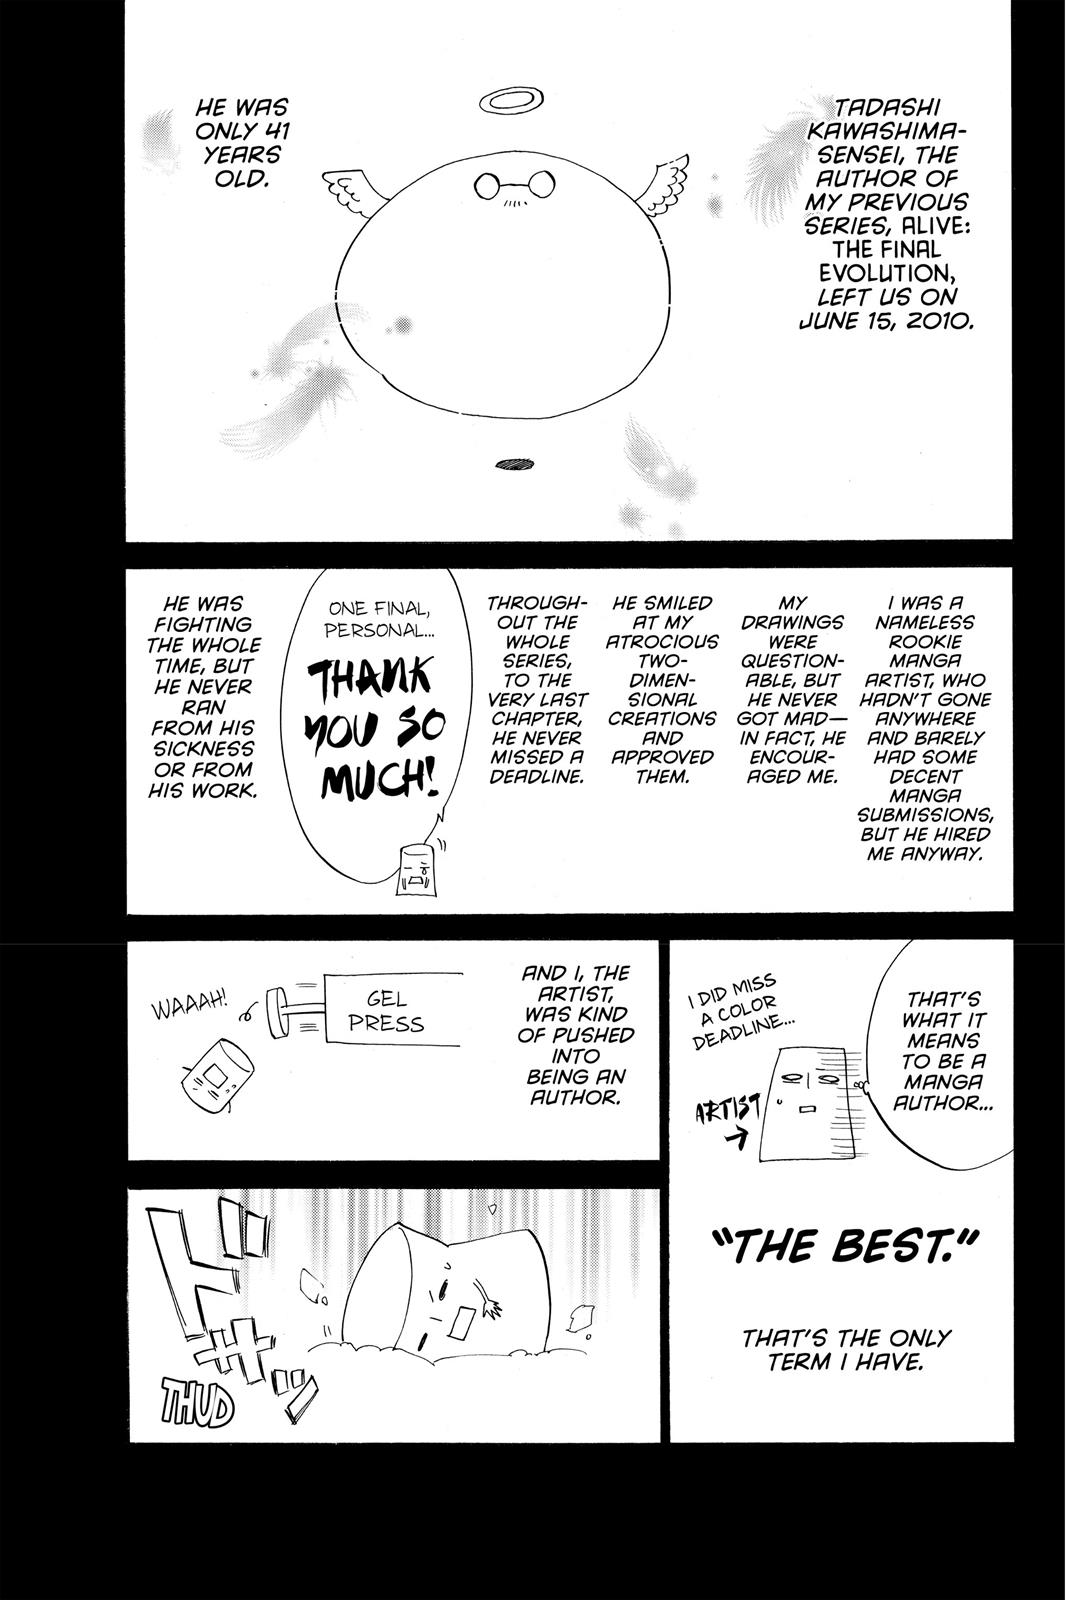 TADASHI
KAWASHIMA-
SENSEI, THE
AUTHOR OF
MY PREVIOUS
SERIES, ALIVE:
THE FINAL
EVOLUTION,
LEFT US ON
JUNE 15, 2010.
HE WAS
ONLY 41
YEARS
OLD.
I WAS A
NAMELESS
ROOKIE
MANGA
ARTIST, WHO
HADN'T GONE
ANYWHERE
AND BARELY
HAD SOME
DECENT
MANGA
SUBMISSIONS,
BUT HE HIRED
ME ANYWAY.
MY
DRAWINGS
WERE
QUESTION-
ABLE, BUT
HE NEVER
GOT MAD—
IN FACT, HE
ENCOUR-
AGED ME.
HE SMILED
AT MY
ATROCIOUS
TWO-
DIMEN-
SIONAL
CREATIONS
AND
APPROVED
THEM.
THROUGH-
OUT THE
WHOLE
SERIES,
TO THE
VERY LAST
CHAPTER,
HE NEVER
MISSED A
DEADLINE.
ONE FINAL,
PERSONAL...
THANK
YOU SO
MUCH!
HE WAS
FIGHTING
THE WHOLE
TIME, BUT
HE NEVER
RAN
FROM HIS
SICKNESS
OR FROM
HIS WORK.
THAT'S
WHAT IT
MEANS
TO BE A
MANGA
AUTHOR...
I DID MISS
A COLOR
DEADLINE...
ARTIST
"THE BEST."
THAT'S THE ONLY
TERM I HAVE.
AND I, THE
ARTIST,
WAS KIND
OF PUSHED
INTO
BEING AN
AUTHOR.
GEL
PRESS
WAAAH!
ドサッ
THUD